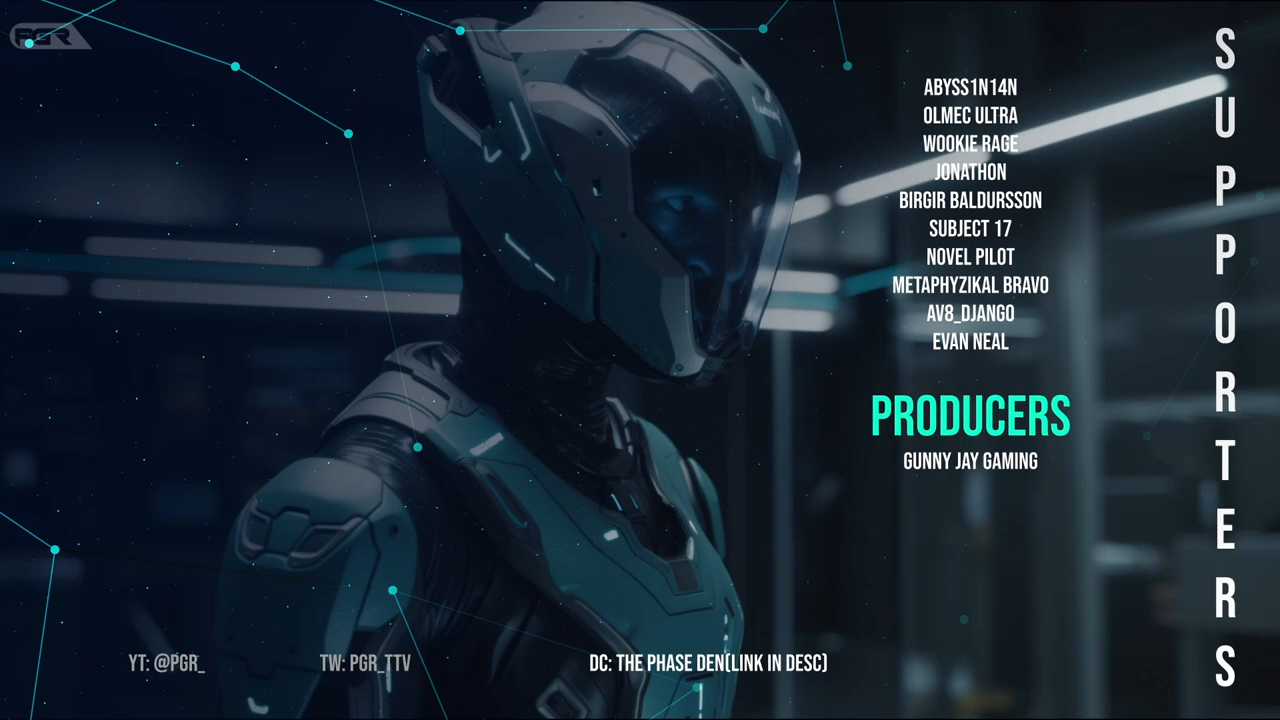 PGR
ABYSS1N14N
OLMEC ULTRA
WOOKIE RAGE
JONATHON
BIRGIR BALDURSSON
SUBJECT 17
NOVEL PILOT
METAPHYZIKAL BRAVO
AV8_DJANGO
EVAN NEAL
PRODUCERS
GUNNY JAY GAMING
SUPPORTERS
YT: @PGR_
TW: PGR_TTV
DC: THE PHASE DEN(LINK IN DESC)